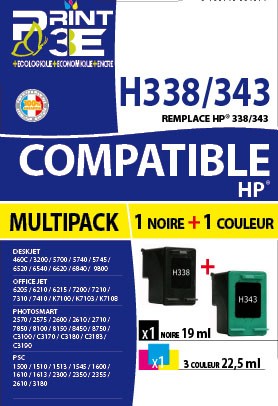 PRINT
3E
+ECOLOGIQUE+ECONOMIQUE+ENCRE
H338/343
REMPLACE HP® 338/343
COMPATIBLE
HP®
MULTIPACK
1 NOIRE + 1 COULEUR
DESKJET
460C / 3200 / 5700 / 5740 / 5745 /
6520 / 6540 / 6620 / 6840 / 9800
OFFICE JET
6205 / 6210 / 6215 / 7200 / 7210 /
7310 / 7410 / K7100 / K7103 / K7108
PHOTOSMART
2570 / 2575 / 2600 / 2610 / 2710 /
7850 / 8100 / 8150 / 8450 / 8750 /
C3100 / C3170 / C3180 / C3183 /
C3190
PSC
1500 / 1510 / 1513 / 1545 / 1600 /
1610 / 1613 / 2300 / 2350 / 2355 /
2610 / 3180
H338
+
H343
x1 NOIRE 19 ml
x1 3 COULEUR 22,5 ml